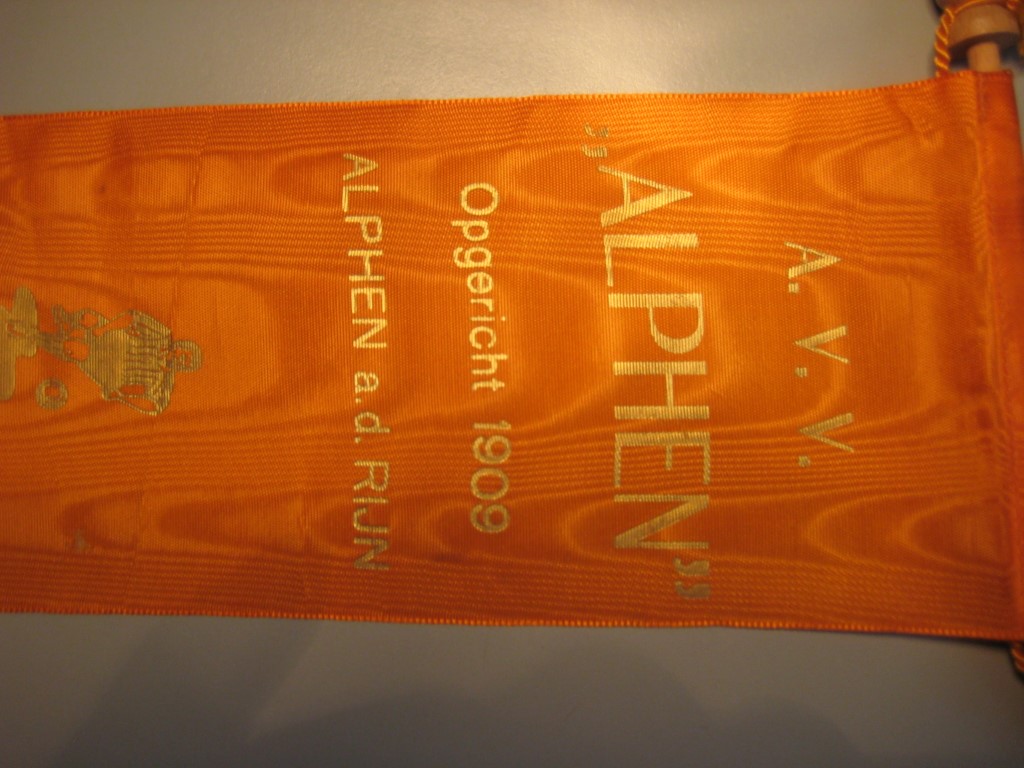 A. V. V.
„ALPHEN”
Opgericht 1909
ALPHEN a.d. RIJN